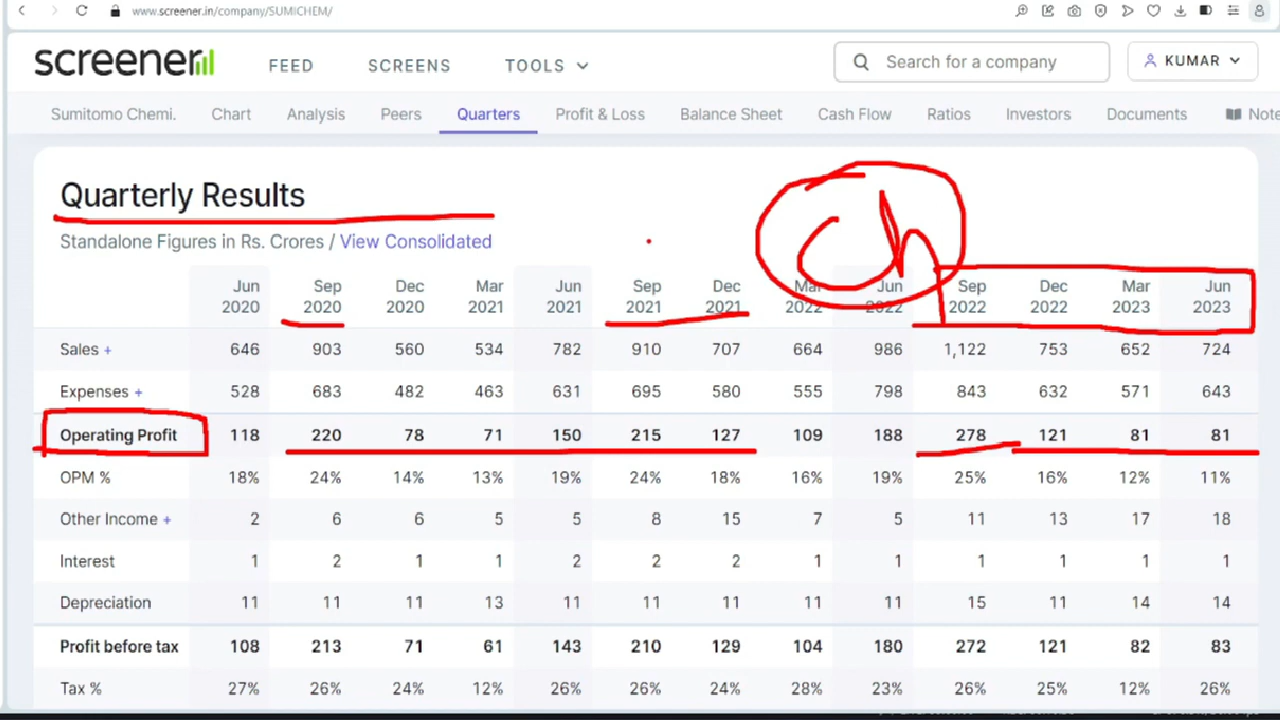 www.screener.in/company/SUMICHEM/
screener
FEED SCREENS TOOLS
Search for a company
KUMAR
Sumitomo Chemi. Chart Analysis Peers Quarters Profit & Loss Balance Sheet Cash Flow Ratios Investors Documents Note
Quarterly Results
Ch
Standalone Figures in Rs. Crores / View Consolidated
Jun 2020 Sep 2020 Dec 2020 Mar 2021 Jun 2021 Sep 2021 Dec 2021 Mar 2022 Jun 2022 Sep 2022 Dec 2022 Mar 2023 Jun 2023
Sales + 646 903 560 534 782 910 707 664 986 1,122 753 652 724
Expenses + 528 683 482 463 631 695 580 555 798 843 632 571 643
Operating Profit 118 220 78 71 150 215 127 109 188 278 121 81 81
OPM % 18% 24% 14% 13% 19% 24% 18% 16% 19% 25% 16% 12% 11%
Other Income + 2 6 6 5 5 8 15 7 5 11 13 17 18
Interest 1 2 1 1 2 2 2 1 1 1 1 1 1
Depreciation 11 11 11 13 11 11 11 11 11 15 11 14 14
Profit before tax 108 213 71 61 143 210 129 104 180 272 121 82 83
Tax % 27% 26% 24% 12% 26% 26% 24% 28% 23% 26% 25% 12% 26%